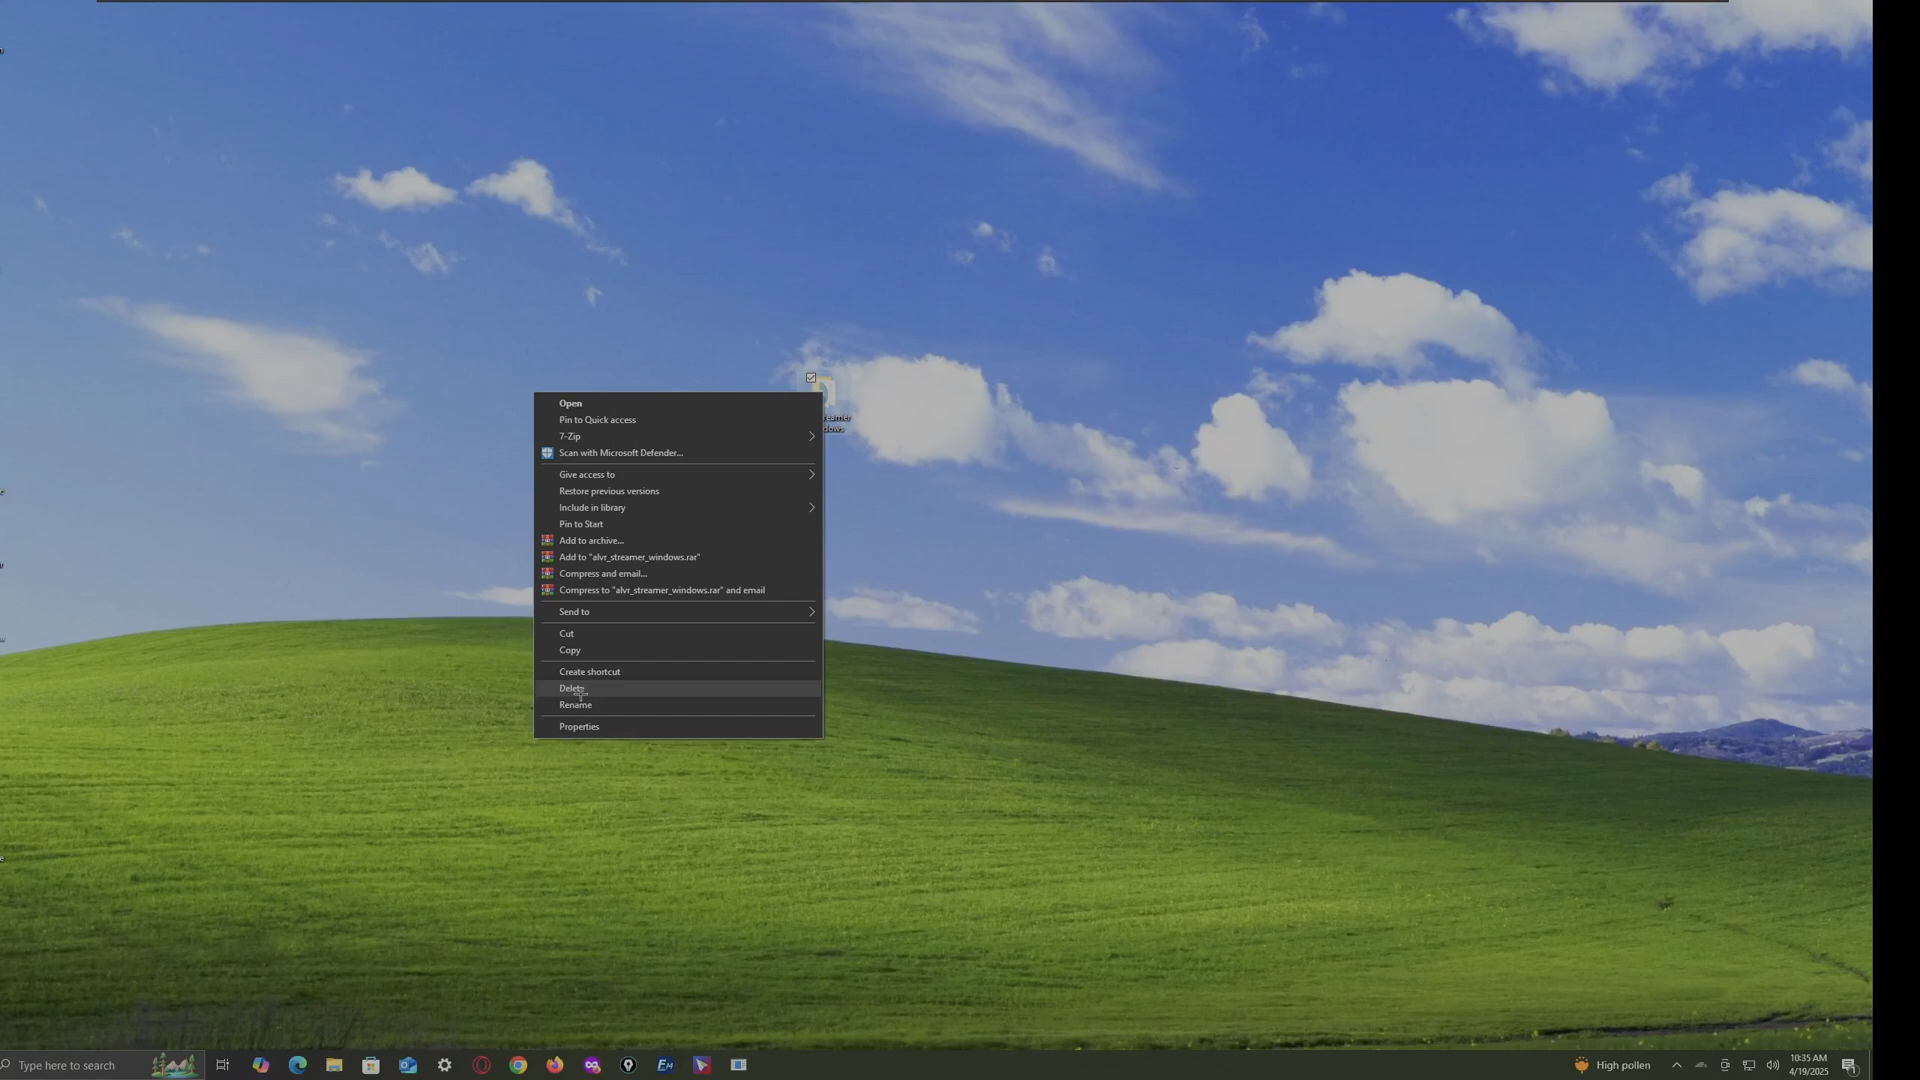 Open
Pin to Quick access
7-Zip
Scan with Microsoft Defender...
Give access to
Restore previous versions
Include in library
Pin to Start
Add to archive...
Add to "alvr_streamer_windows.rar"
Compress and email...
Compress to "alvr_streamer_windows.rar" and email
Send to
Cut
Copy
Create shortcut
Delete
Rename
Properties
Type here to search
High pollen
10:35 AM
4/19/2025